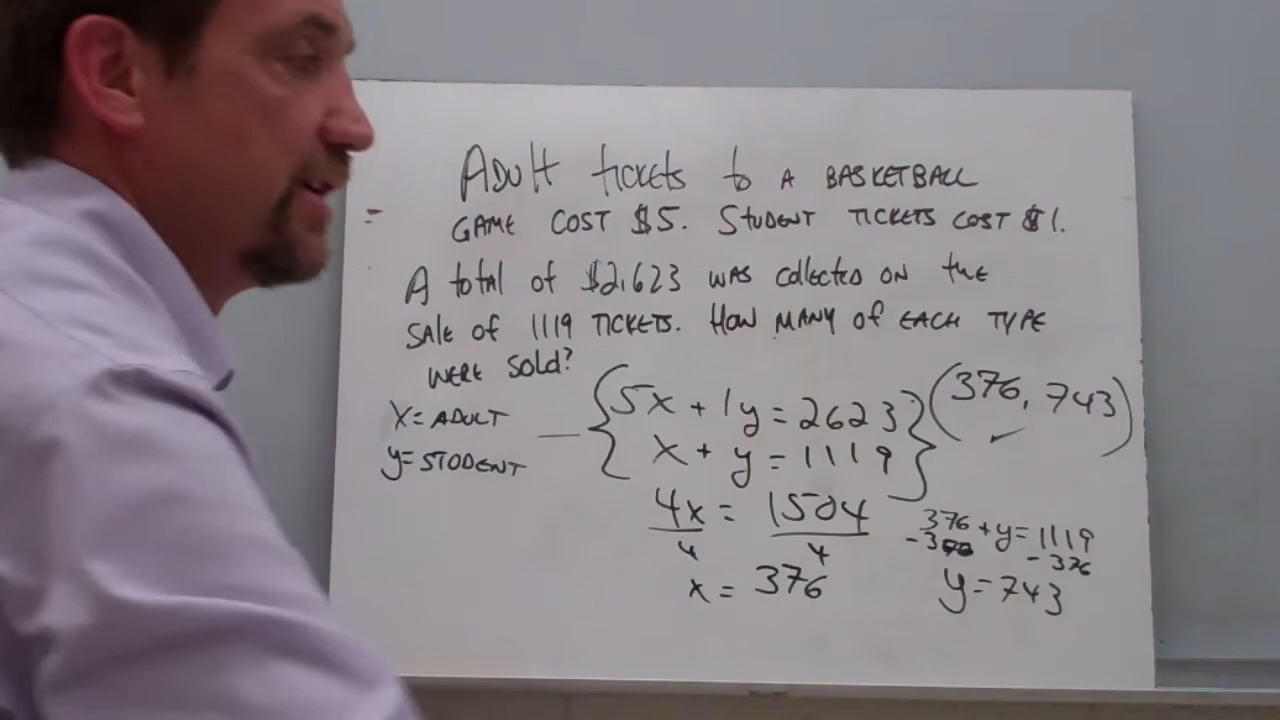 ADULT TICKETS to A BASKETBALL
GAME COST $5. STUDENT TICKETS COST $1.
A total of $2,623 WAS collected ON the
SALE of 1119 TICKETS. HOW MANY of EACH TYPE
WERE SOLD?
X = ADULT
y = STUDENT
{5x + 1y = 2623} (376, 743) ✓
{x + y = 1119}
4x = 1504
4 4
x = 376
376 + y = 1119
- 376
y = 743